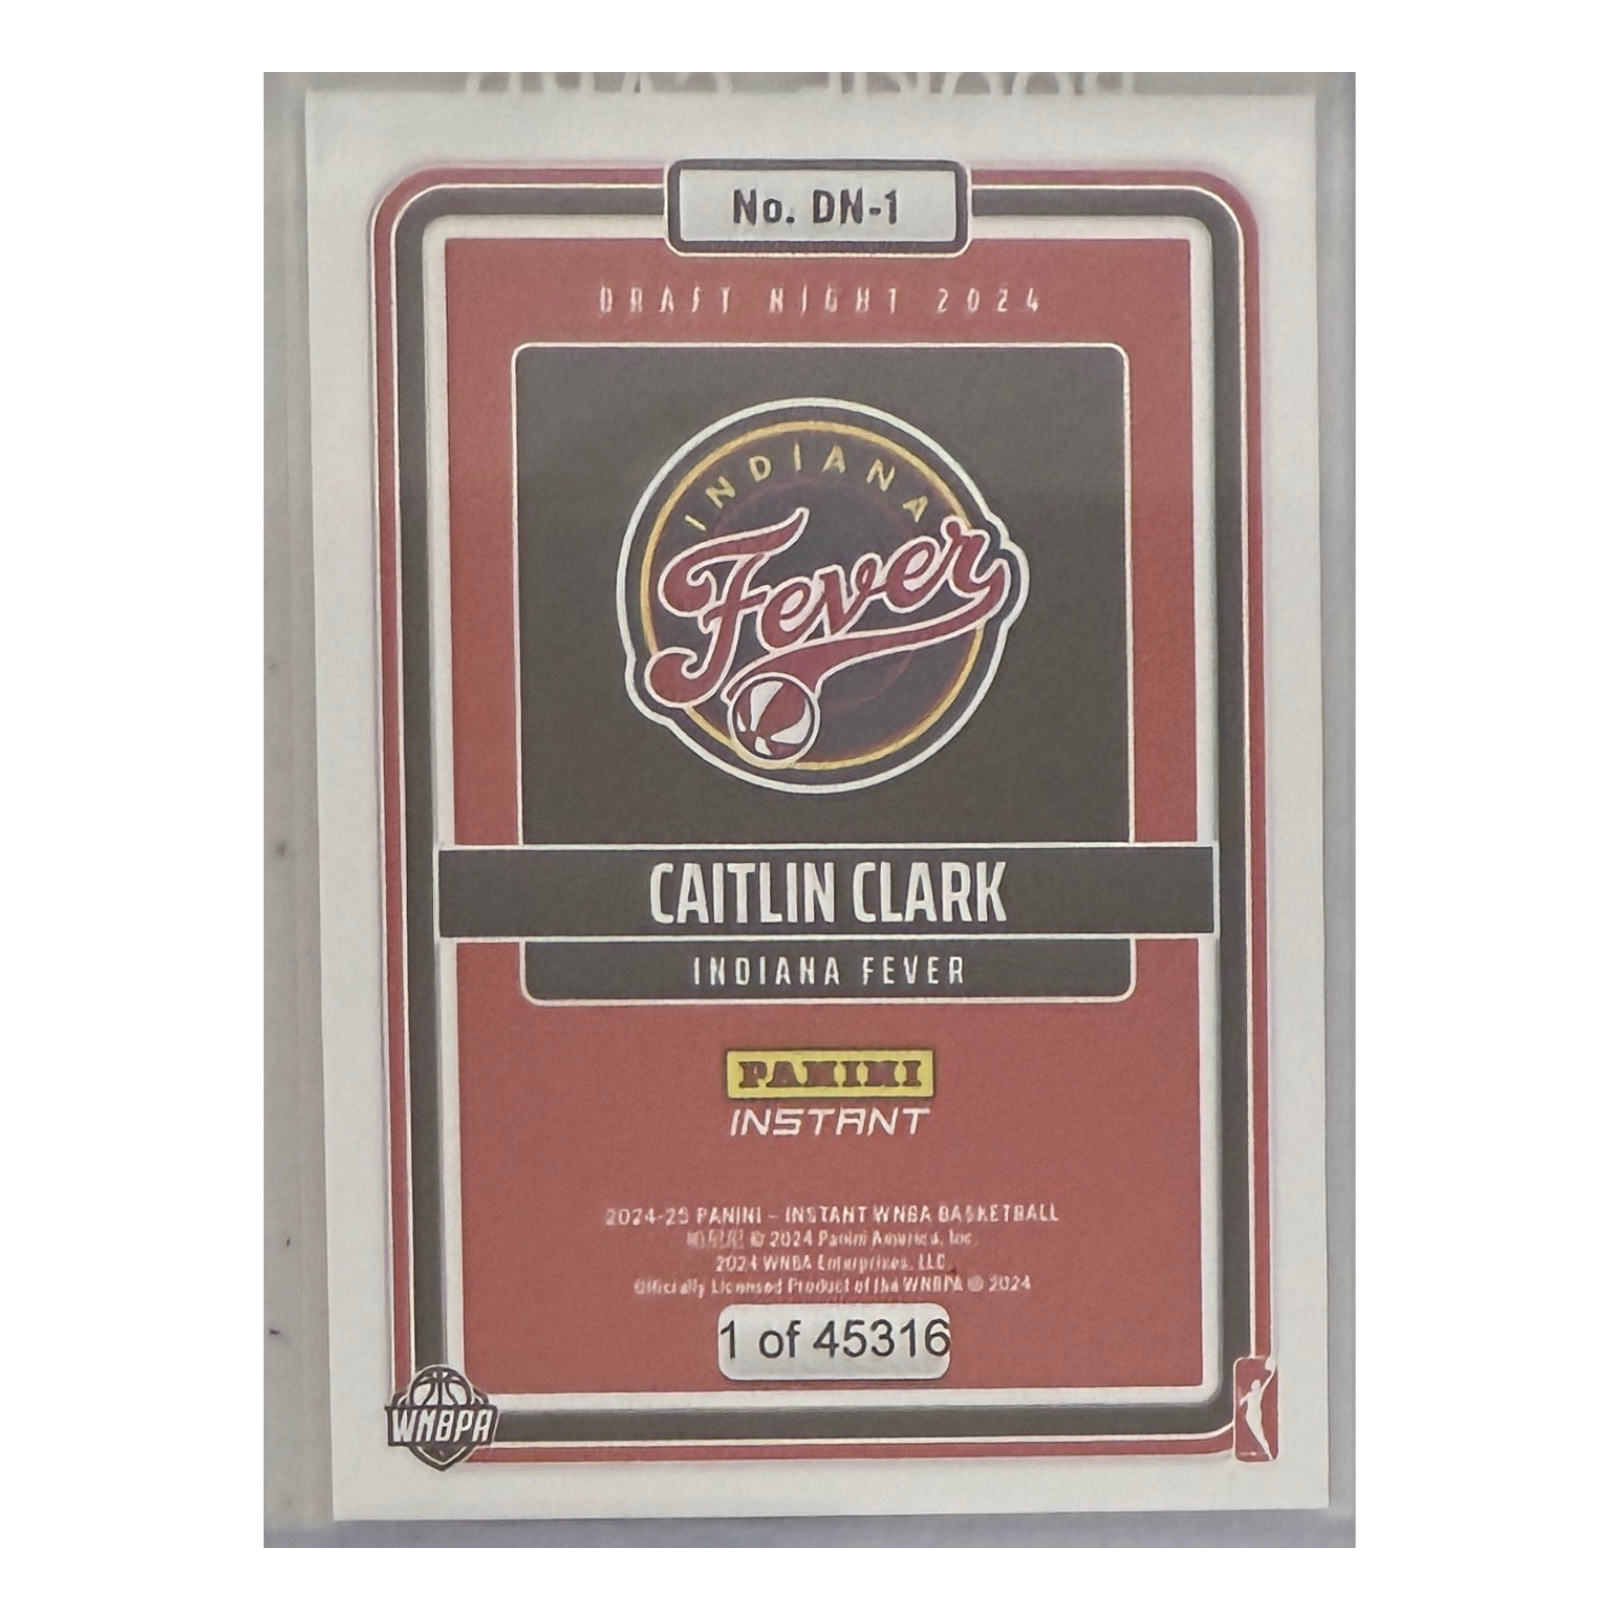 No. DN-1
DRAFT NIGHT 2024
INDIANA
Fever
CAITLIN CLARK
INDIANA FEVER
PANINI
INSTANT
2024-25 PANINI – INSTANT WNBA BASKETBALL
© 2024 Panini America, Inc.
2024 WNBA Enterprises, LLC
Officially Licensed Product of the WNBPA © 2024
1 of 45316
WNBPA